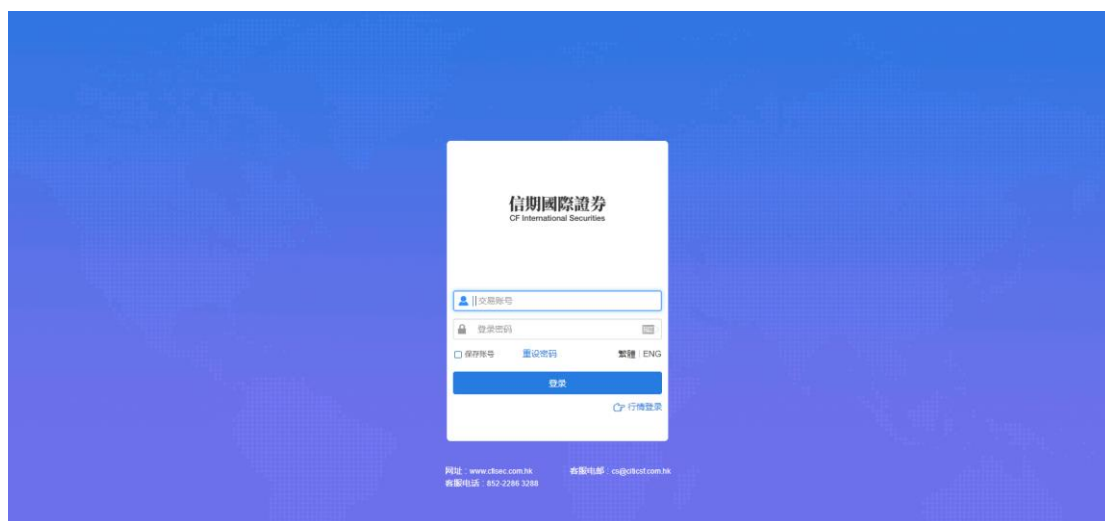 信期國際證券
CF International Securities
交易账号
登录密码
保存账号 重设密码 繁體 | ENG
登录
行情登录
网址 : www.cfisec.com.hk 客服电邮 : cs@citicsf.com.hk
客服电话 : 852-2286 3288